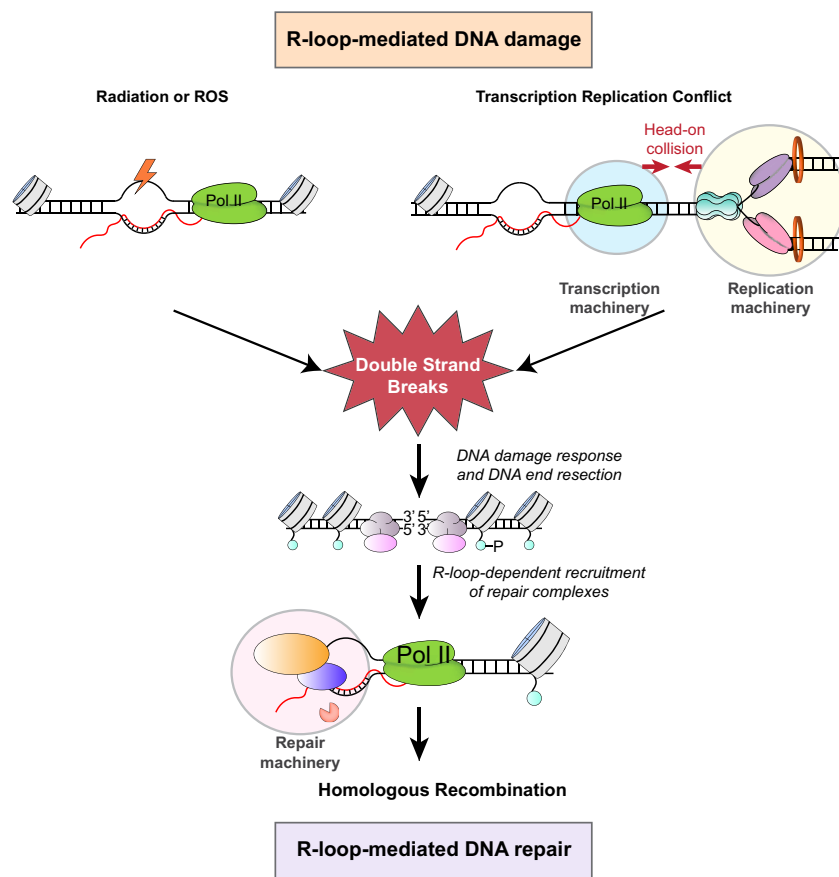 R-loop-mediated DNA damage
Radiation or ROS
Transcription Replication Conflict
Head-on
collision
Pol II
Pol II
Transcription
machinery
Replication
machinery
Double Strand
Breaks
DNA damage response
and DNA end resection
3' 5'
5' 3'
P
R-loop-dependent recruitment
of repair complexes
Pol II
Repair
machinery
Homologous Recombination
R-loop-mediated DNA repair